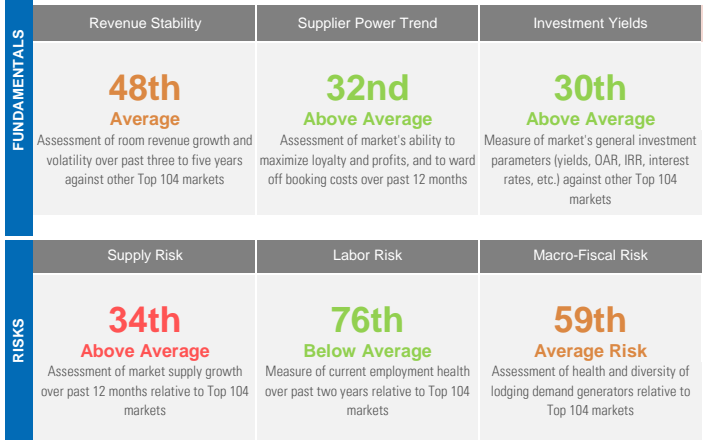 FUNDAMENTALS
Revenue Stability
48th
Average
Assessment of room revenue growth and
volatility over past three to five years
against other Top 104 markets
Supplier Power Trend
32nd
Above Average
Assessment of market's ability to
maximize loyalty and profits, and to ward
off booking costs over past 12 months
Investment Yields
30th
Above Average
Measure of market's general investment
parameters (yields, OAR, IRR, interest
rates, etc.) against other Top 104
markets
RISKS
Supply Risk
34th
Above Average
Assessment of market supply growth
over past 12 months relative to Top 104
markets
Labor Risk
76th
Below Average
Measure of current employment health
over past two years relative to Top 104
markets
Macro-Fiscal Risk
59th
Average Risk
Assessment of health and diversity of
lodging demand generators relative to
Top 104 markets